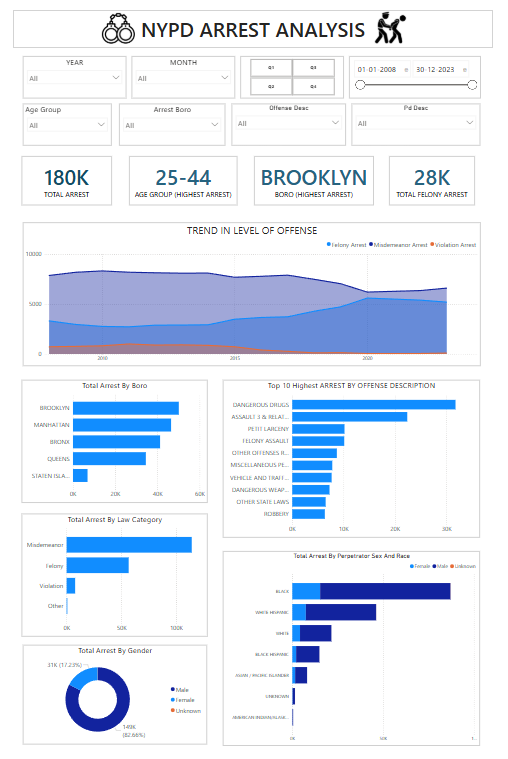 NYPD ARREST ANALYSIS
YEAR
All
MONTH
All
Q1
Q3
Q2
Q4
01-01-2008
30-12-2023
Age Group
All
Arrest Boro
All
Offense Desc
All
Pd Desc
All
180K
TOTAL ARREST
25-44
AGE GROUP (HIGHEST ARREST)
BROOKLYN
BORO (HIGHEST ARREST)
28K
TOTAL FELONY ARREST
TREND IN LEVEL OF OFFENSE
Felony Arrest Misdemeanor Arrest Violation Arrest
10000
5000
0
2010 2015 2020
Total Arrest By Boro
BROOKLYN
MANHATTAN
BRONX
QUEENS
STATEN ISLA...
0K 20K 40K 60K
Top 10 Highest ARREST BY OFFENSE DESCRIPTION
DANGEROUS DRUGS
ASSAULT 3 & RELAT...
PETIT LARCENY
FELONY ASSAULT
OTHER OFFENSES R...
MISCELLANEOUS PE...
VEHICLE AND TRAFF...
DANGEROUS WEAP...
OTHER STATE LAWS
ROBBERY
0K 10K 20K 30K
Total Arrest By Law Category
Misdemeanor
Felony
Violation
Other
0K 50K 100K
Total Arrest By Perpetrator Sex And Race
Female Male Unknown
BLACK
WHITE HISPANIC
WHITE
BLACK HISPANIC
ASIAN / PACIFIC ISLANDER
UNKNOWN
AMERICAN INDIAN/ALASK...
0K 50K 1...
Total Arrest By Gender
31K (17.23%)
149K
(82.66%)
Male
Female
Unknown